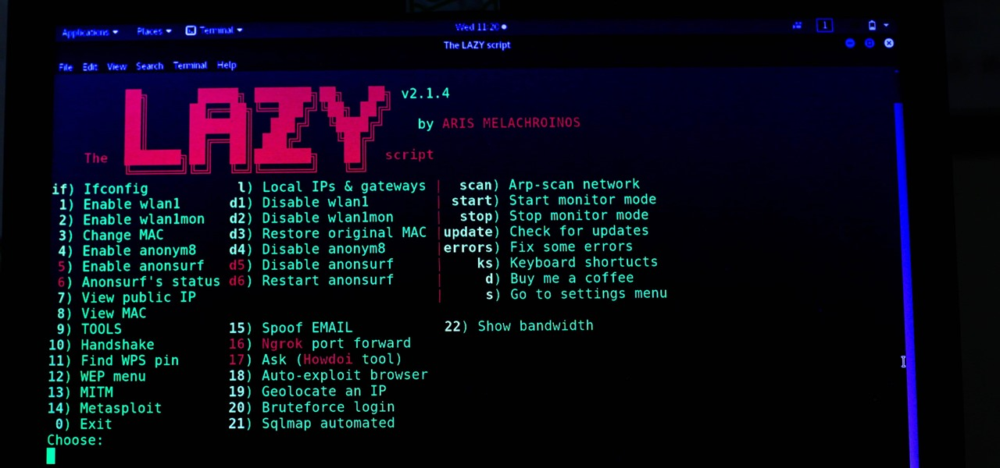 Applications Places Terminal Wed 11:20 1
The LAZY script
File Edit View Search Terminal Help
LAZY v2.1.4
by ARIS MELACHROINOS
The script
if) Ifconfig l) Local IPs & gateways | scan) Arp-scan network
1) Enable wlan1 d1) Disable wlan1 | start) Start monitor mode
2) Enable wlan1mon d2) Disable wlan1mon | stop) Stop monitor mode
3) Change MAC d3) Restore original MAC |update) Check for updates
4) Enable anonym8 d4) Disable anonym8 |errors) Fix some errors
5) Enable anonsurf d5) Disable anonsurf | ks) Keyboard shortucts
6) Anonsurf's status d6) Restart anonsurf | d) Buy me a coffee
7) View public IP | s) Go to settings menu
8) View MAC
9) TOOLS 15) Spoof EMAIL 22) Show bandwidth
10) Handshake 16) Ngrok port forward
11) Find WPS pin 17) Ask (Howdoi tool)
12) WEP menu 18) Auto-exploit browser
13) MITM 19) Geolocate an IP
14) Metasploit 20) Bruteforce login
0) Exit 21) Sqlmap automated
Choose: